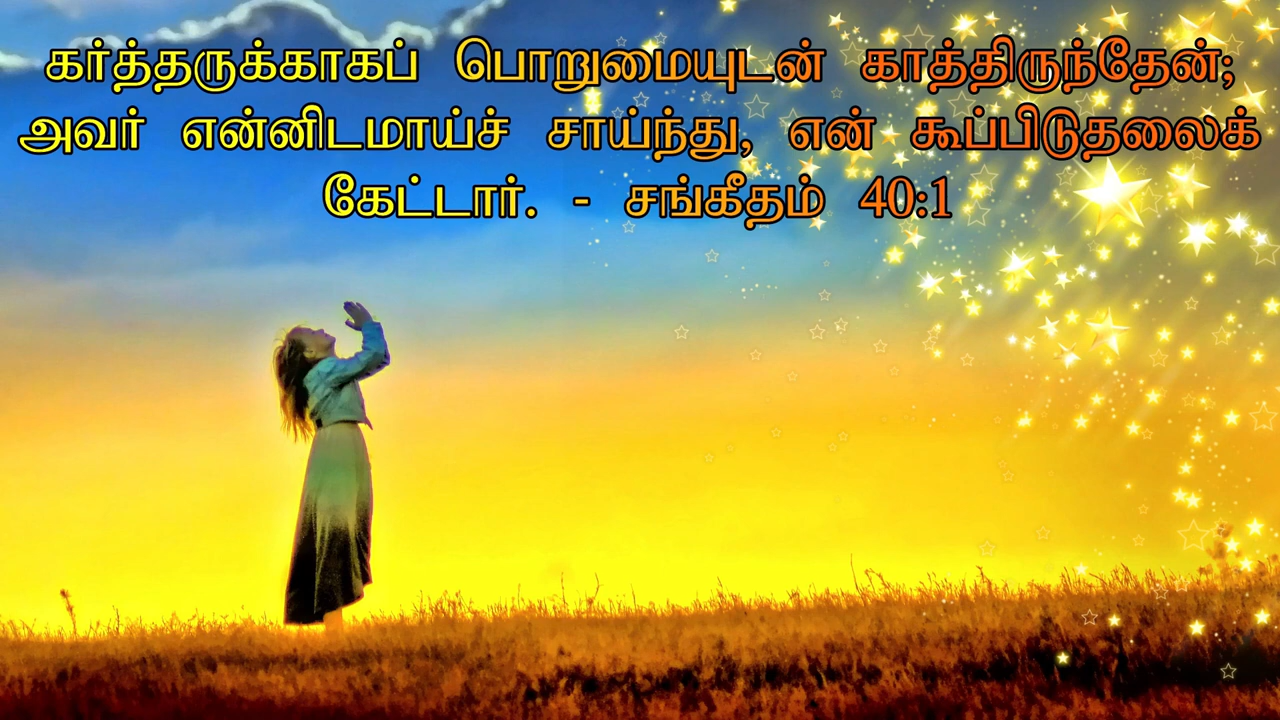 கர்த்தருக்காகப் பொறுமையுடன் காத்திருந்தேன்;
அவர் என்னிடமாய்ச் சாய்ந்து, என் கூப்பிடுதலைக்
கேட்டார். - சங்கீதம் 40:1